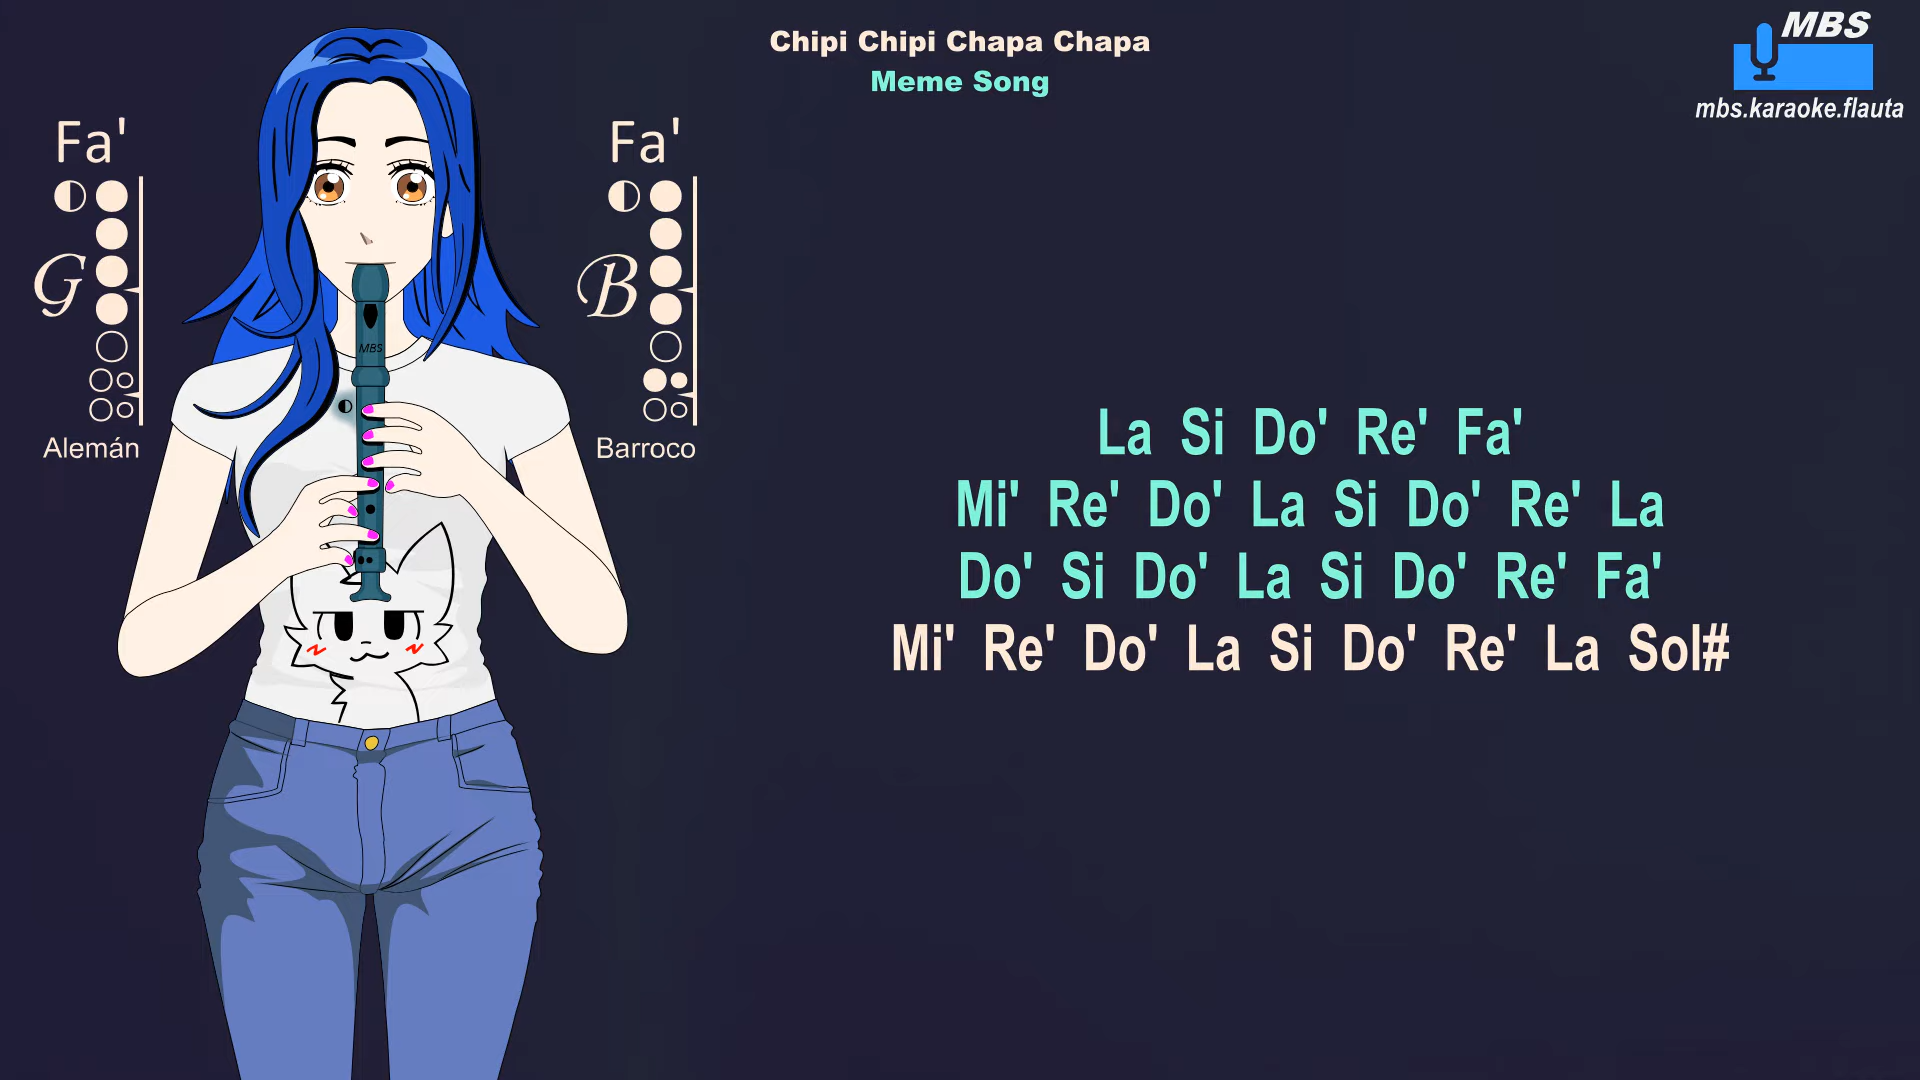 Chipi Chipi Chapa Chapa
Meme Song
MBS
mbs.karaoke.flauta
Fa'
G
Alemán
Fa'
B
Barroco
MBS
La Si Do' Re' Fa'
Mi' Re' Do' La Si Do' Re' La
Do' Si Do' La Si Do' Re' Fa'
Mi' Re' Do' La Si Do' Re' La Sol#